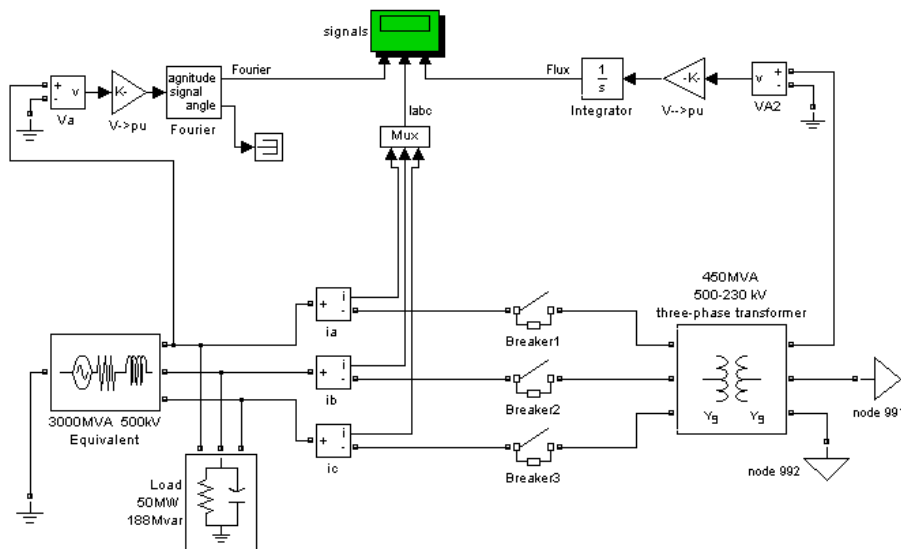 signals
Fourier
Flux
+
-
v
Va
K-
V->pu
agnitude
signal
angle
Fourier
Iabc
Mux
1
s
Integrator
-K-
V-->pu
v
+
-
VA2
3000MVA 500kV
Equivalent
Load
50MW
188Mvar
+
i
-
ia
+
i
-
ib
+
i
-
ic
Breaker1
Breaker2
Breaker3
450MVA
500-230 kV
three-phase transformer
Yg Yg
node 991
node 992